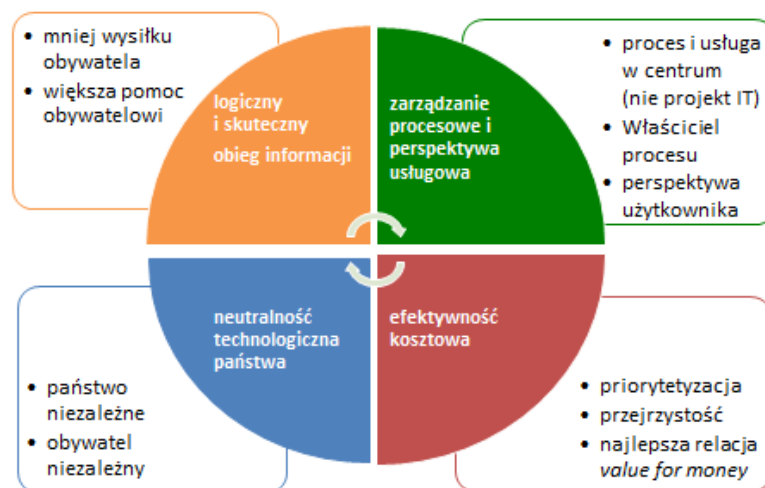 • mniej wysiłku
obywatela
• większa pomoc
obywatelowi
logiczny
i skuteczny
obieg informacji
zarządzanie
procesowe i
perspektywa
usługowa
• proces i usługa
w centrum
(nie projekt IT)
• Właściciel
procesu
• perspektywa
użytkownika
neutralność
technologiczna
państwa
efektywność
kosztowa
• państwo
niezależne
• obywatel
niezależny
• priorytetyzacja
• przejrzystość
• najlepsza relacja
value for money